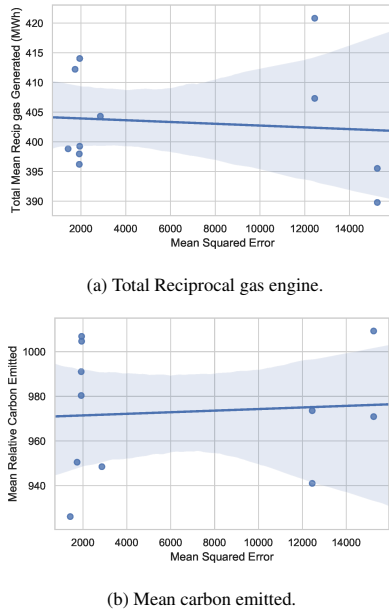 420
415
410
405
400
395
390
Total Mean Recip gas Generated (MWh)
2000 4000 6000 8000 10000 12000 14000
Mean Squared Error
(a) Total Reciprocal gas engine.
1000
980
960
940
Mean Relative Carbon Emitted
2000 4000 6000 8000 10000 12000 14000
Mean Squared Error
(b) Mean carbon emitted.